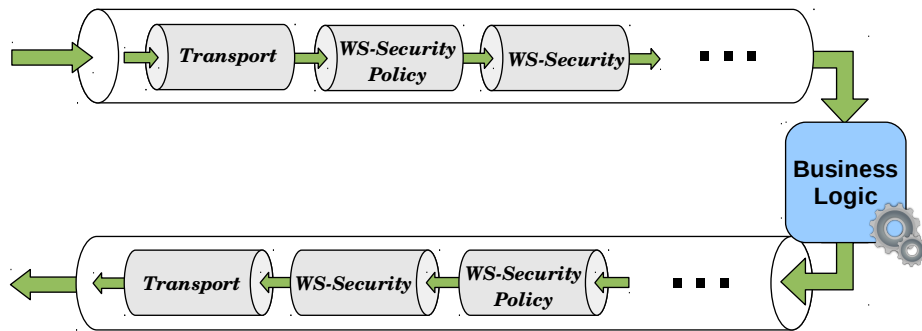 Transport
WS-Security
Policy
WS-Security
Business
Logic
Transport
WS-Security
WS-Security
Policy